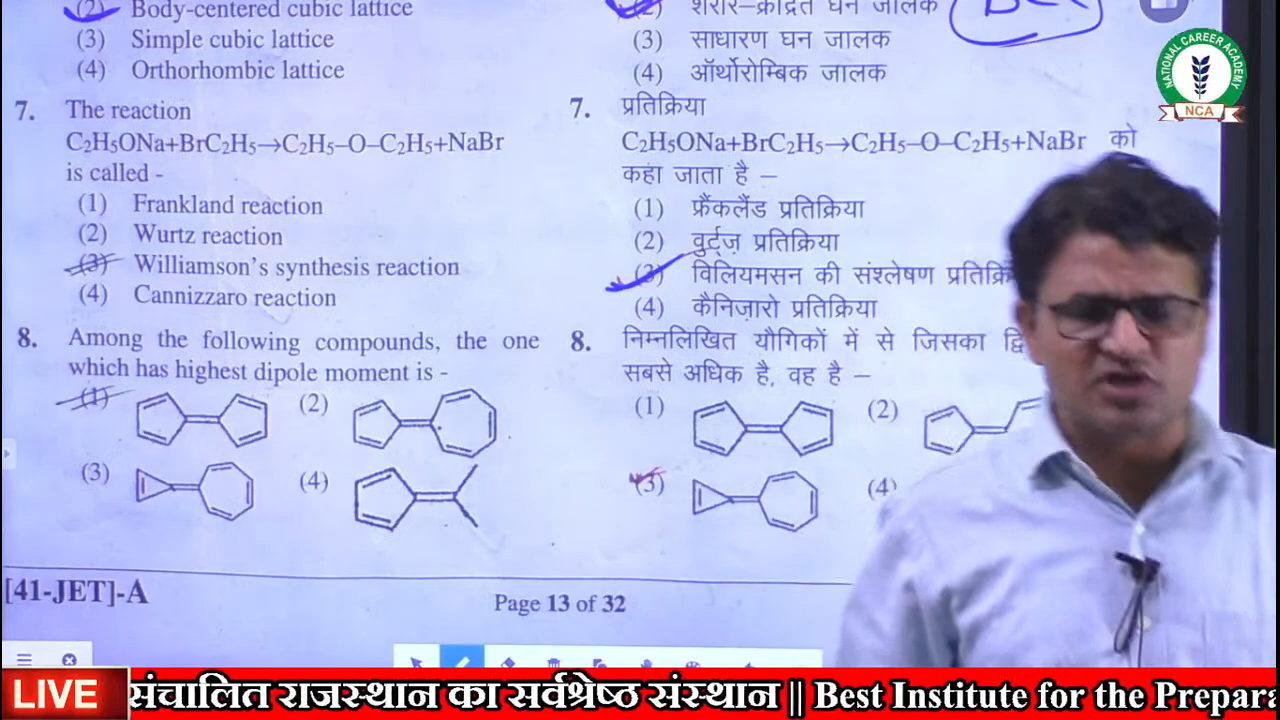 (2) Body-centered cubic lattice
(3) Simple cubic lattice
(4) Orthorhombic lattice
7. The reaction
C₂H₅ONa+BrC₂H₅→C₂H₅–O–C₂H₅+NaBr
is called -
(1) Frankland reaction
(2) Wurtz reaction
(3) Williamson's synthesis reaction
(4) Cannizzaro reaction
8. Among the following compounds, the one
which has highest dipole moment is -
(1) (2)
(3) (4)
(2) शरीर–केंद्रित घन जालक
(3) साधारण घन जालक
(4) ऑर्थोरोम्बिक जालक
7. प्रतिक्रिया
C₂H₅ONa+BrC₂H₅→C₂H₅–O–C₂H₅+NaBr को
कहा जाता है –
(1) फ्रैंकलैंड प्रतिक्रिया
(2) वुर्ट्ज़ प्रतिक्रिया
(3) विलियमसन की संश्लेषण
(4) कैनिज़ारो प्रतिक्रिया
8. निम्नलिखित यौगिकों में से जिसका
सबसे अधिक है, वह है –
(1) (2)
(3) (4)
[41-JET]-A
Page 13 of 32
NATIONAL CAREER ACADEMY
NCA
LIVE संचालित राजस्थान का सर्वश्रेष्ठ संस्थान || Best Institute for the